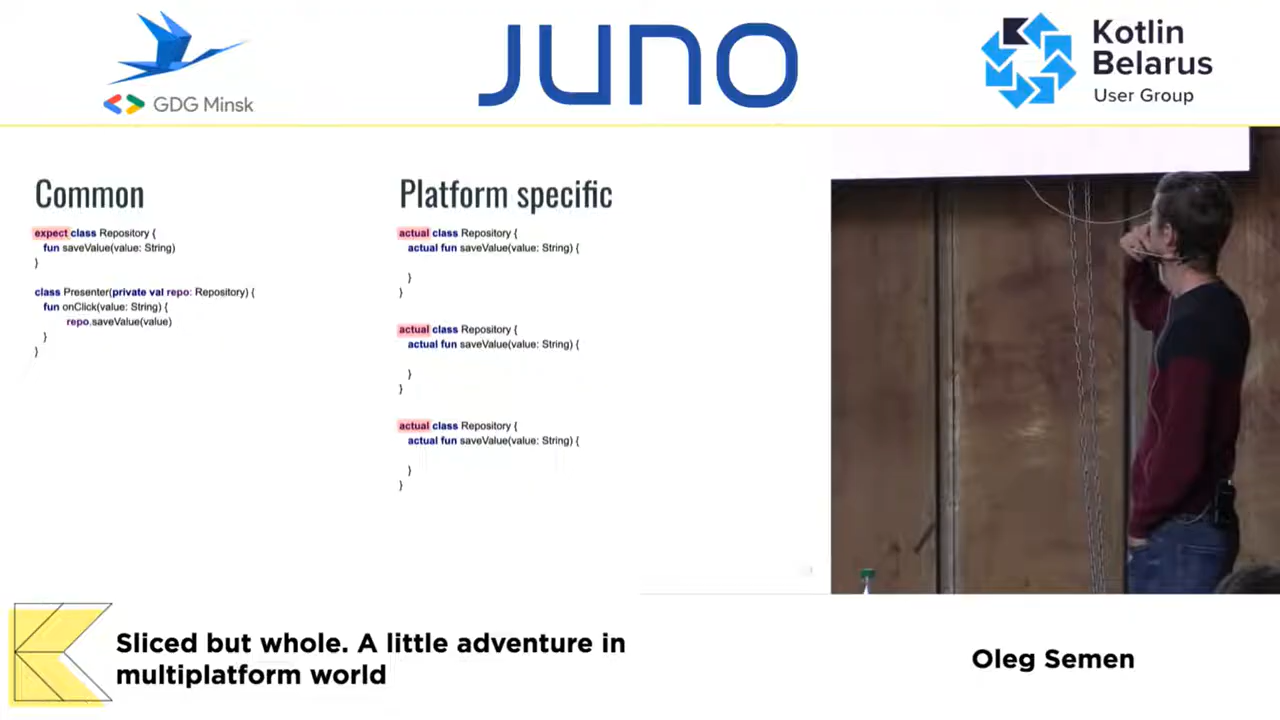 GDG Minsk
JUNO
Kotlin
Belarus
User Group
Common
expect class Repository {
fun saveValue(value: String)
}
class Presenter(private val repo: Repository) {
fun onClick(value: String) {
repo.saveValue(value)
}
}
Platform specific
actual class Repository {
actual fun saveValue(value: String) {
}
}
actual class Repository {
actual fun saveValue(value: String) {
}
}
actual class Repository {
actual fun saveValue(value: String) {
}
}
Sliced but whole. A little adventure in
multiplatform world
Oleg Semen